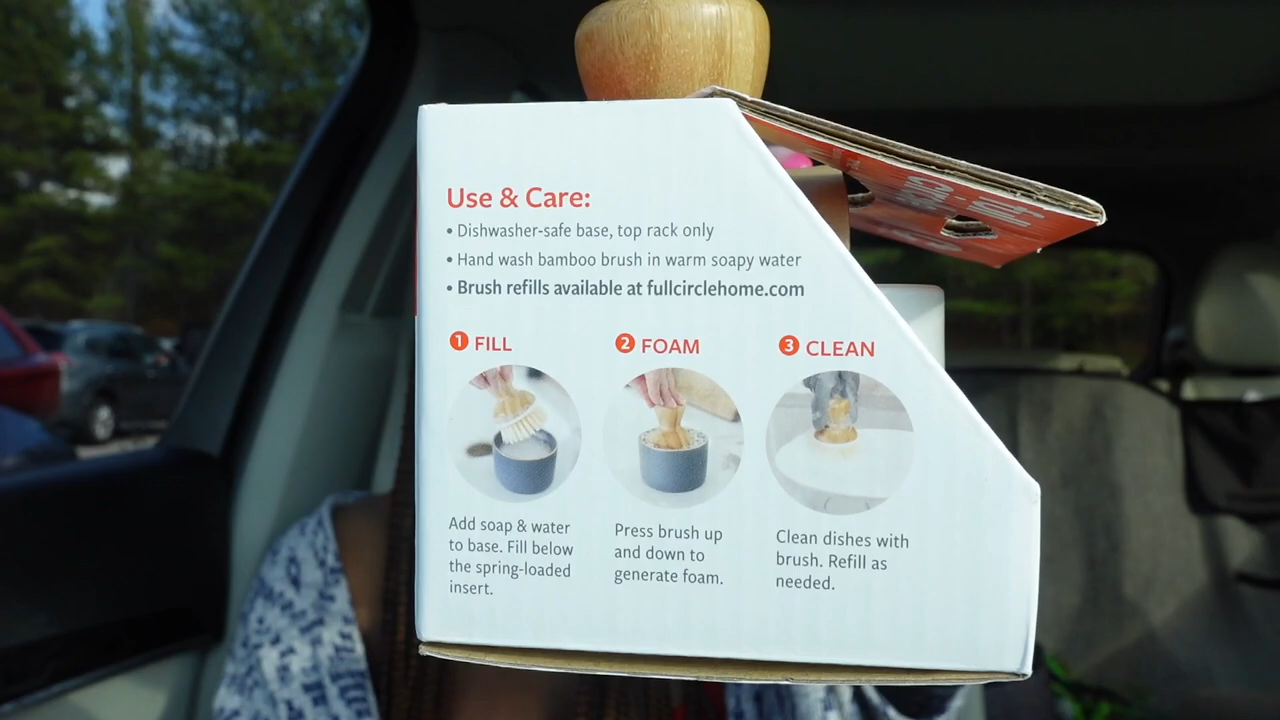 Use & Care:
• Dishwasher-safe base, top rack only
• Hand wash bamboo brush in warm soapy water
• Brush refills available at fullcirclehome.com
1 FILL
Add soap & water
to base. Fill below
the spring-loaded
insert.
2 FOAM
Press brush up
and down to
generate foam.
3 CLEAN
Clean dishes with
brush. Refill as
needed.